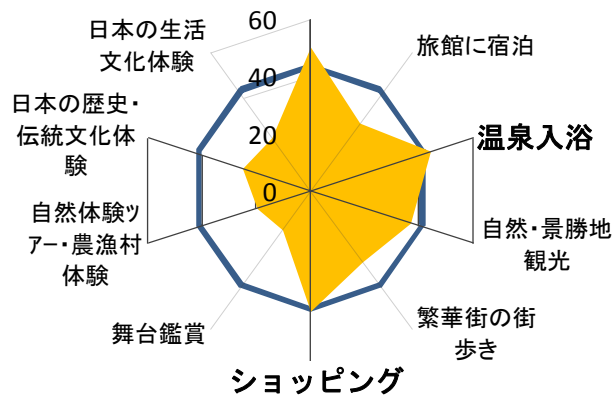 60
40
20
0
旅館に宿泊
温泉入浴
自然・景勝地
観光
繁華街の街
歩き
ショッピング
舞台鑑賞
自然体験ツ
アー・農漁村
体験
日本の歴史・
伝統文化体
験
日本の生活
文化体験